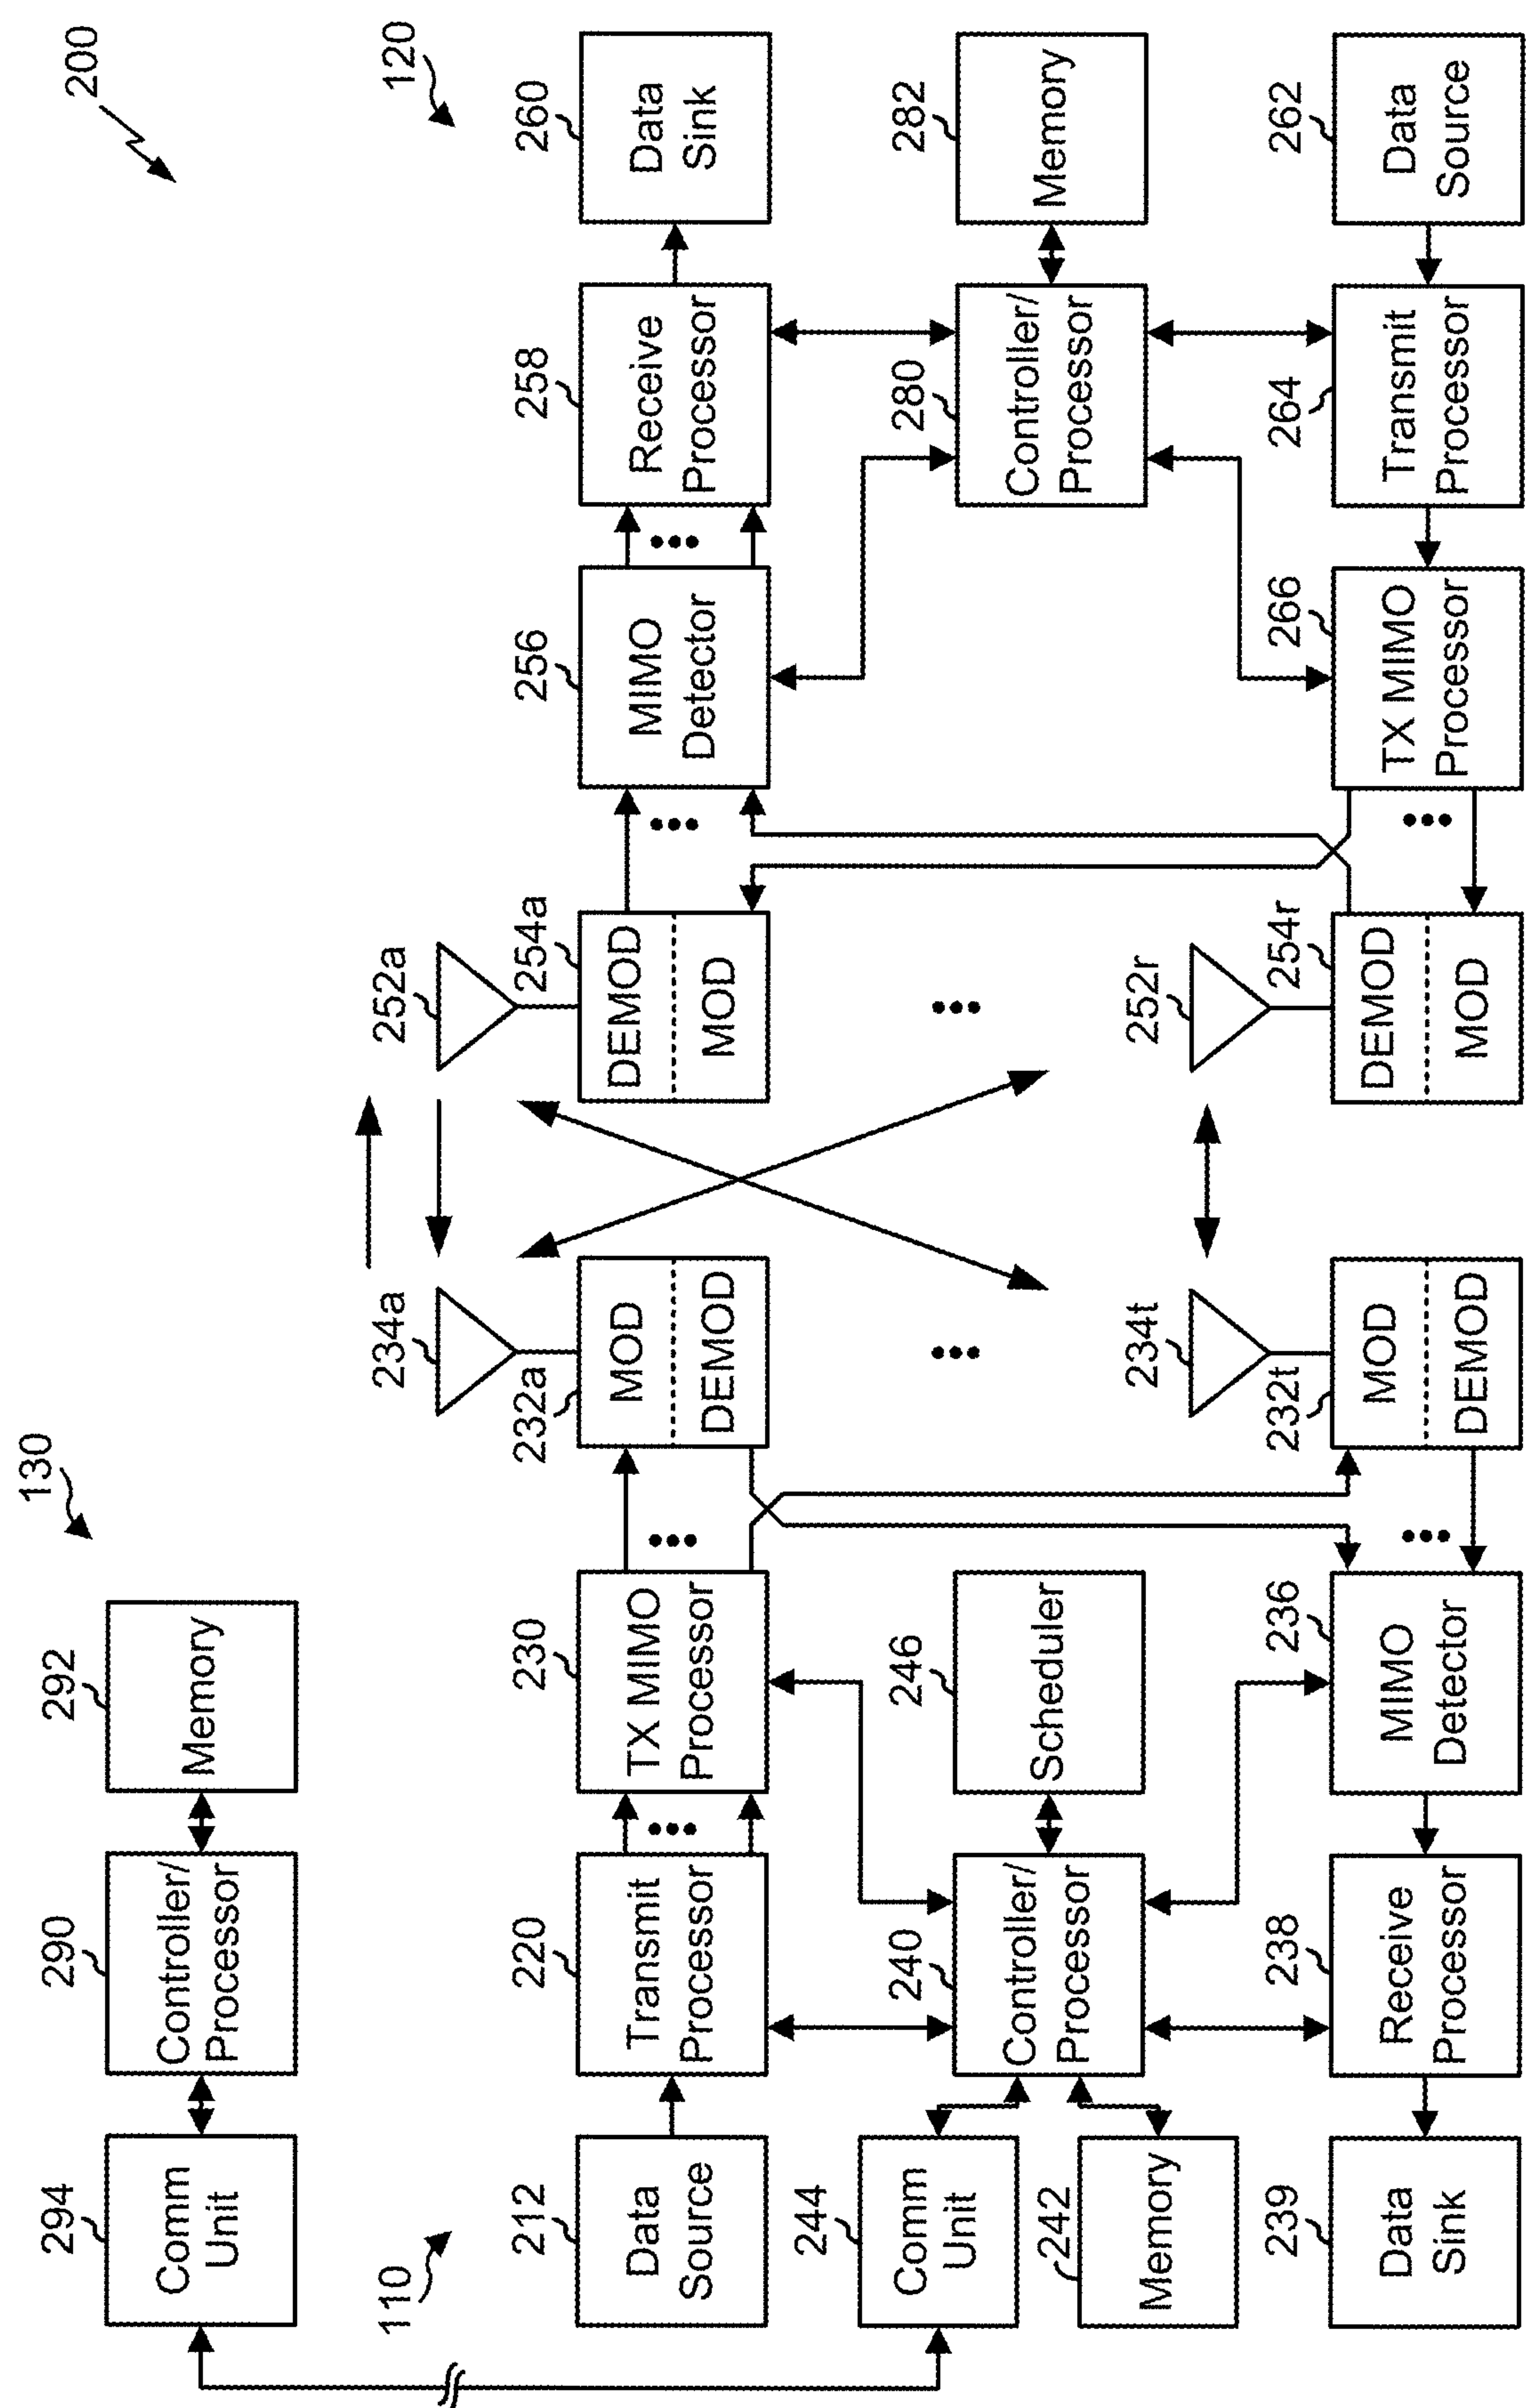 200
130
294
Comm
Unit
290
Controller/
Processor
292
Memory
110
120
212
Data
Source
220
Transmit
Processor
230
TX MIMO
Processor
232a
MOD
DEMOD
234a
252a
254a
DEMOD
MOD
256
MIMO
Detector
258
Receive
Processor
260
Data
Sink
244
Comm
Unit
242
Memory
240
Controller/
Processor
246
Scheduler
280
Controller/
Processor
282
Memory
239
Data
Sink
238
Receive
Processor
236
MIMO
Detector
232t
MOD
DEMOD
234t
252r
254r
DEMOD
MOD
266
TX MIMO
Processor
264
Transmit
Processor
262
Data
Source